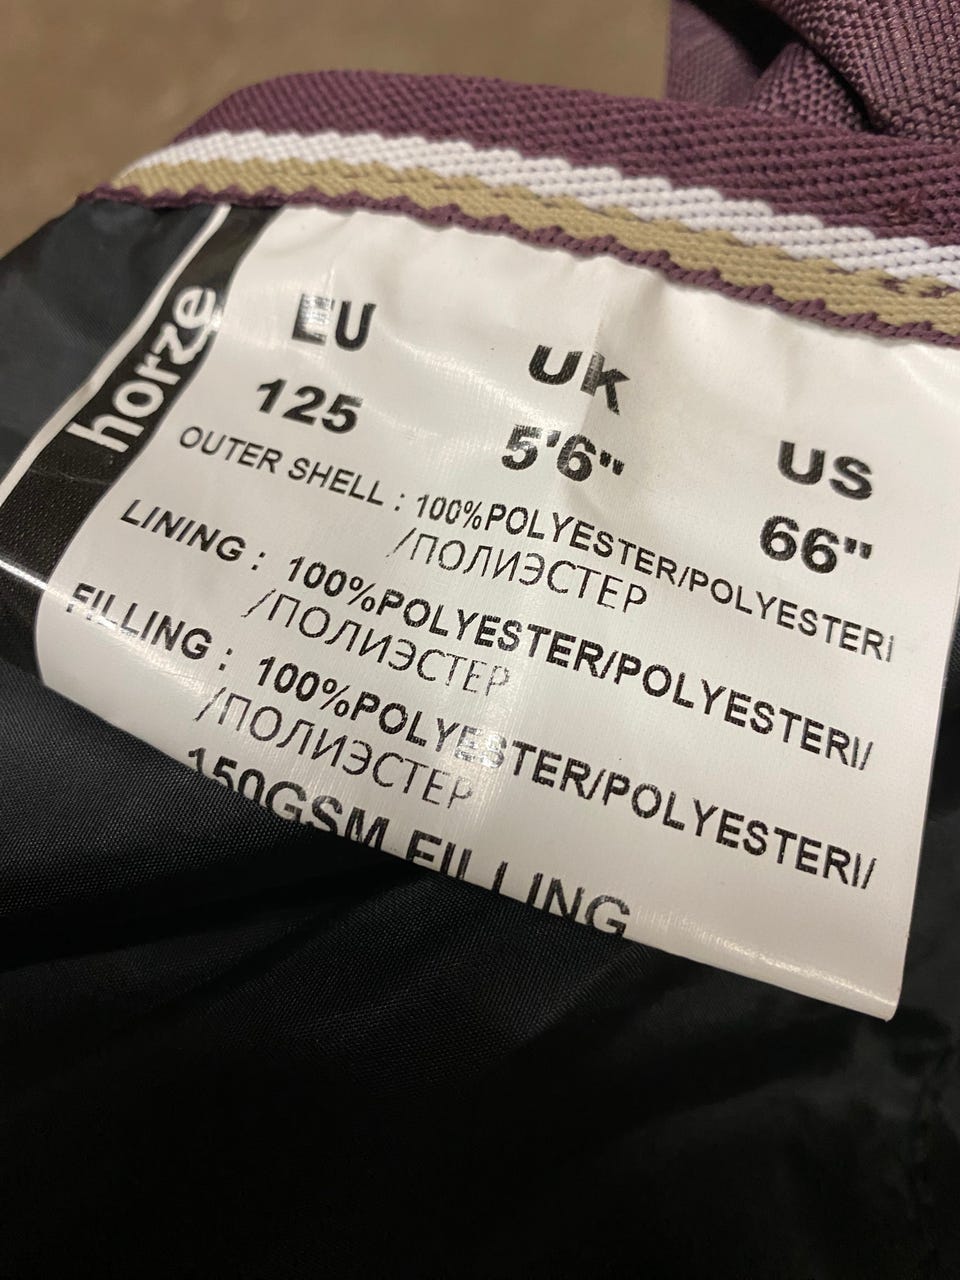 horze
EU UK US
125 5'6" 66"
OUTER SHELL : 100%POLYESTER/POLYESTERI
/ПОЛИЭСТЕР
LINING : 100%POLYESTER/POLYESTERI/
/ПОЛИЭСТЕР
FILLING : 100%POLYESTER/POLYESTERI/
/ПОЛИЭСТЕР
150GSM FILLING